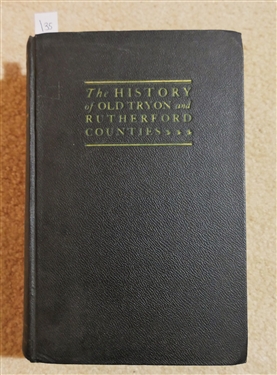 135
The HISTORY
of OLD TRYON and
RUTHERFORD
COUNTIES